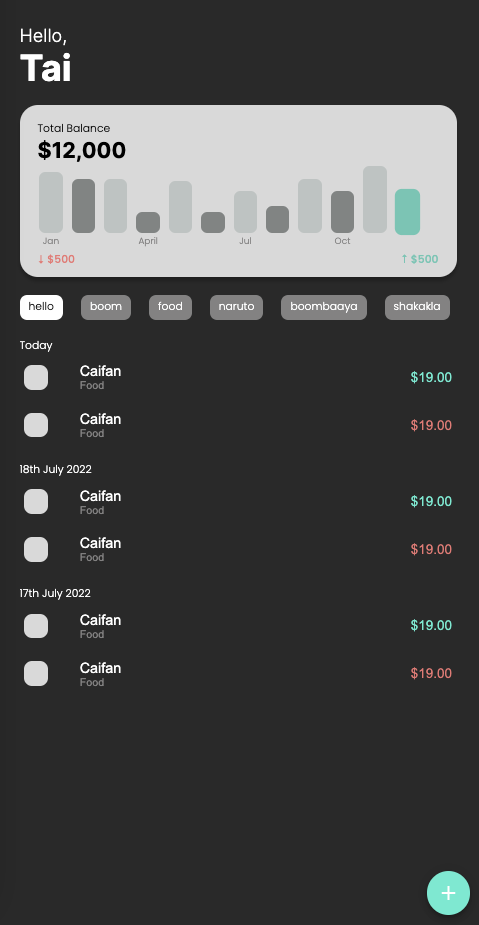 Hello,
Tai
Total Balance
$12,000
Jan April Jul Oct
↓ $500 ↑ $500
hello boom food naruto boombaaya shakakla
Today
Caifan $19.00
Food
Caifan $19.00
Food
18th July 2022
Caifan $19.00
Food
Caifan $19.00
Food
17th July 2022
Caifan $19.00
Food
Caifan $19.00
Food
+